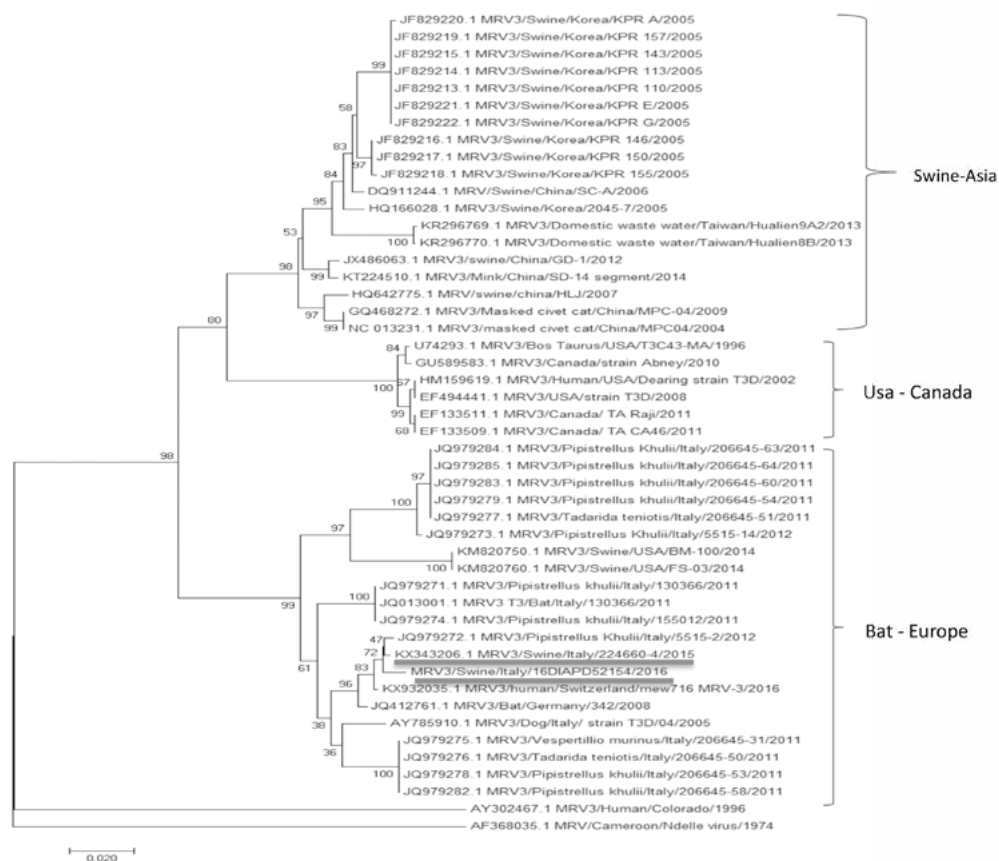 JF829220.1 MRV3/Swine/Korea/KPR A/2005
JF829219.1 MRV3/Swine/Korea/KPR 157/2005
JF829215.1 MRV3/Swine/Korea/KPR 143/2005
99
JF829214.1 MRV3/Swine/Korea/KPR 113/2005
JF829213.1 MRV3/Swine/Korea/KPR 110/2005
58
JF829221.1 MRV3/Swine/Korea/KPR E/2005
JF829222.1 MRV3/Swine/Korea/KPR G/2005
83
JF829216.1 MRV3/Swine/Korea/KPR 146/2005
97
JF829217.1 MRV3/Swine/Korea/KPR 150/2005
84
JF829218.1 MRV3/Swine/Korea/KPR 155/2005
Swine-Asia
DQ911244.1 MRV/Swine/China/SC-A/2006
95
HQ166028.1 MRV3/Swine/Korea/2045-7/2005
KR296769.1 MRV3/Domestic waste water/Taiwan/Hualien9A2/2013
53
100
KR296770.1 MRV3/Domestic waste water/Taiwan/Hualien8B/2013
JX486063.1 MRV3/swine/China/GD-1/2012
98
99
KT224510.1 MRV3/Mink/China/SD-14 segment/2014
HQ642775.1 MRV/swine/china/HLJ/2007
97
GQ468272.1 MRV3/Masked civet cat/China/MPC-04/2009
80
99
NC 013231.1 MRV3/masked civet cat/China/MPC04/2004
84
U74293.1 MRV3/Bos Taurus/USA/T3C43-MA/1996
GU589583.1 MRV3/Canada/strain Abney/2010
100
67
HM159619.1 MRV3/Human/USA/Dearing strain T3D/2002
Usa - Canada
EF494441.1 MRV3/USA/strain T3D/2008
99
EF133511.1 MRV3/Canada/ TA Raji/2011
68
EF133509.1 MRV3/Canada/ TA CA46/2011
98
JQ979284.1 MRV3/Pipistrellus Khulii/Italy/206645-63/2011
JQ979285.1 MRV3/Pipistrellus khulii/Italy/206645-64/2011
97
JQ979283.1 MRV3/Pipistrellus khulii/Italy/206645-60/2011
100
JQ979279.1 MRV3/Pipistrellus khulii/Italy/206645-54/2011
JQ979277.1 MRV3/Tadarida teniotis/Italy/206645-51/2011
97
JQ979273.1 MRV3/Pipistrellus Khulii/Italy/5515-14/2012
KM820750.1 MRV3/Swine/USA/BM-100/2014
100
KM820760.1 MRV3/Swine/USA/FS-03/2014
JQ979271.1 MRV3/Pipistrellus khulii/Italy/130366/2011
99
100
JQ013001.1 MRV3 T3/Bat/Italy/130366/2011
JQ979274.1 MRV3/Pipistrellus khulii/Italy/155012/2011
Bat - Europe
47
JQ979272.1 MRV3/Pipistrellus Khulii/Italy/5515-2/2012
72
KX343206.1 MRV3/Swine/Italy/224660-4/2015
61
83
MRV3/Swine/Italy/16DIAPD52154/2016
96
KX932035.1 MRV3/human/Switzerland/mew716 MRV-3/2016
JQ412761.1 MRV3/Bat/Germany/342/2008
38
AY785910.1 MRV3/Dog/Italy/ strain T3D/04/2005
36
JQ979275.1 MRV3/Vespertillio murinus/Italy/206645-31/2011
JQ979276.1 MRV3/Tadarida teniotis/Italy/206645-50/2011
100
JQ979278.1 MRV3/Pipistrellus khulii/Italy/206645-53/2011
JQ979282.1 MRV3/Pipistrellus khulii/Italy/206645-58/2011
AY302467.1 MRV3/Human/Colorado/1996
AF368035.1 MRV/Cameroon/Ndelle virus/1974
0.020